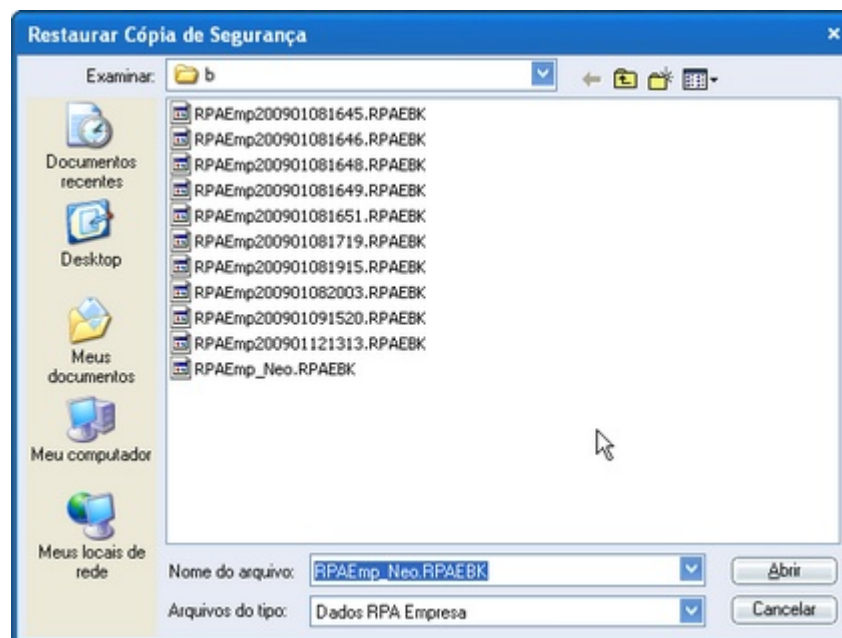 Restaurar Cópia de Segurança
Examinar:
b
Documentos
recentes
Desktop
Meus
documentos
Meu computador
Meus locais de
rede
RPAEmp200901081645.RPAEBK
RPAEmp200901081646.RPAEBK
RPAEmp200901081648.RPAEBK
RPAEmp200901081649.RPAEBK
RPAEmp200901081651.RPAEBK
RPAEmp200901081719.RPAEBK
RPAEmp200901081915.RPAEBK
RPAEmp200901082003.RPAEBK
RPAEmp200901091520.RPAEBK
RPAEmp200901121313.RPAEBK
RPAEmp_Neo.RPAEBK
Nome do arquivo: RPAEmp_Neo.RPAEBK Abrir
Arquivos do tipo: Dados RPA Empresa Cancelar